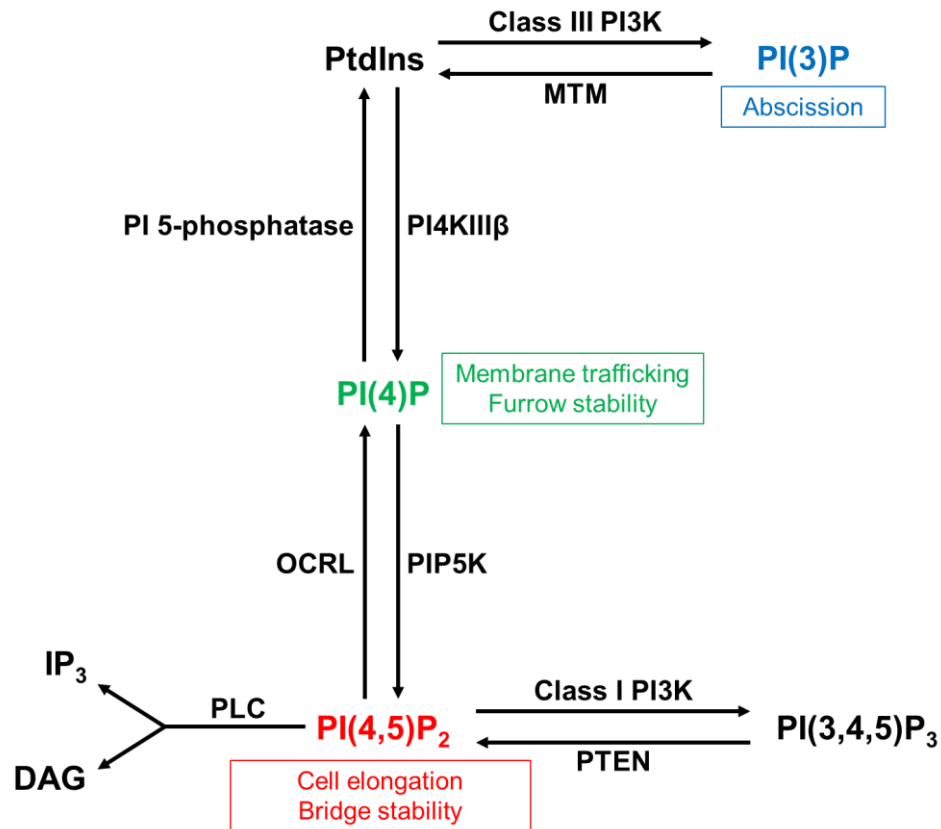 Class III PI3K
PtdIns
PI(3)P
MTM
Abscission
PI 5-phosphatase
PI4KIIIβ
PI(4)P
Membrane trafficking
Furrow stability
OCRL
PIP5K
IP₃
PLC
Class I PI3K
PI(4,5)P₂
PI(3,4,5)P₃
PTEN
DAG
Cell elongation
Bridge stability